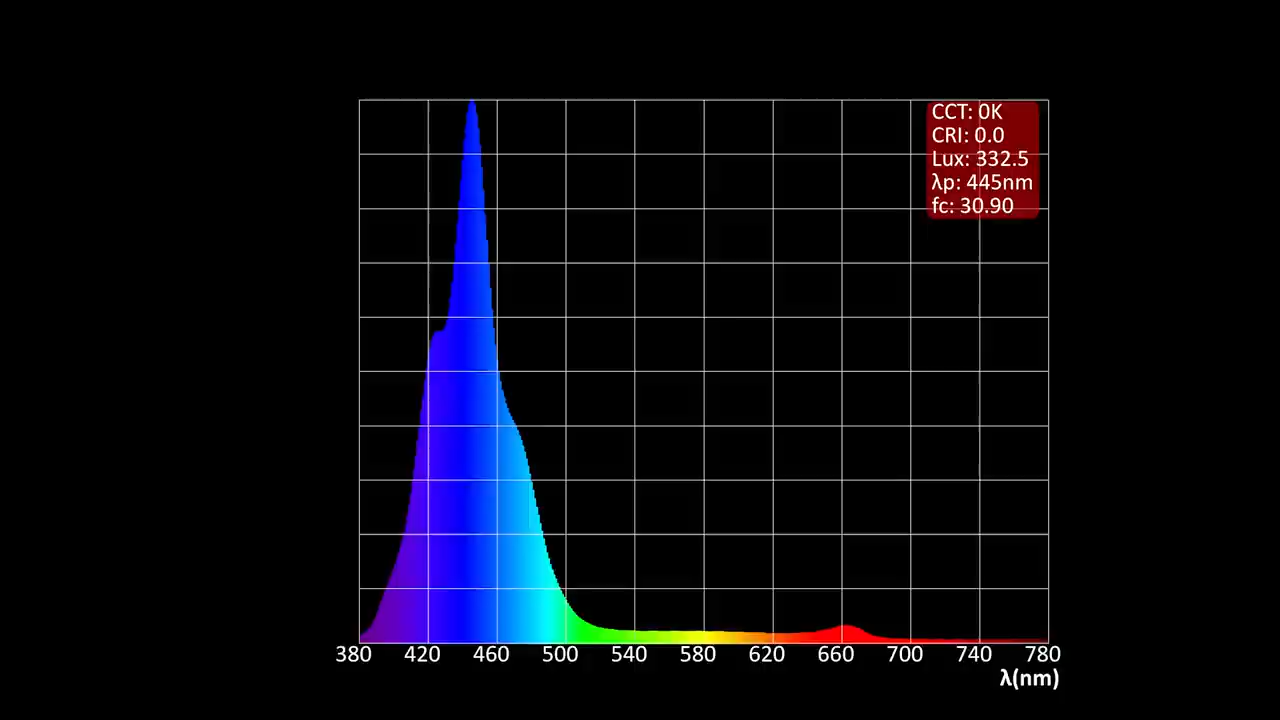 CCT: 0K
CRI: 0.0
Lux: 332.5
λp: 445nm
fc: 30.90
380 420 460 500 540 580 620 660 700 740 780
λ(nm)